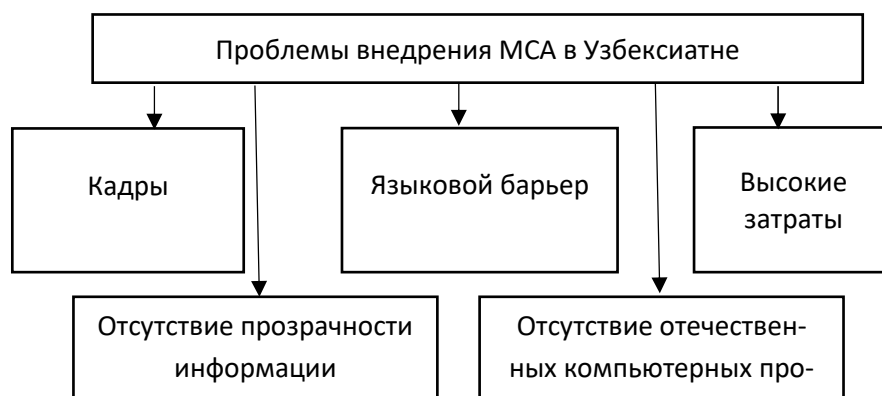 Проблемы внедрения МСА в Узбексиатне
Кадры
Языковой барьер
Высокие
затраты
Отсутствие прозрачности
информации
Отсутствие отечествен-
ных компьютерных про-